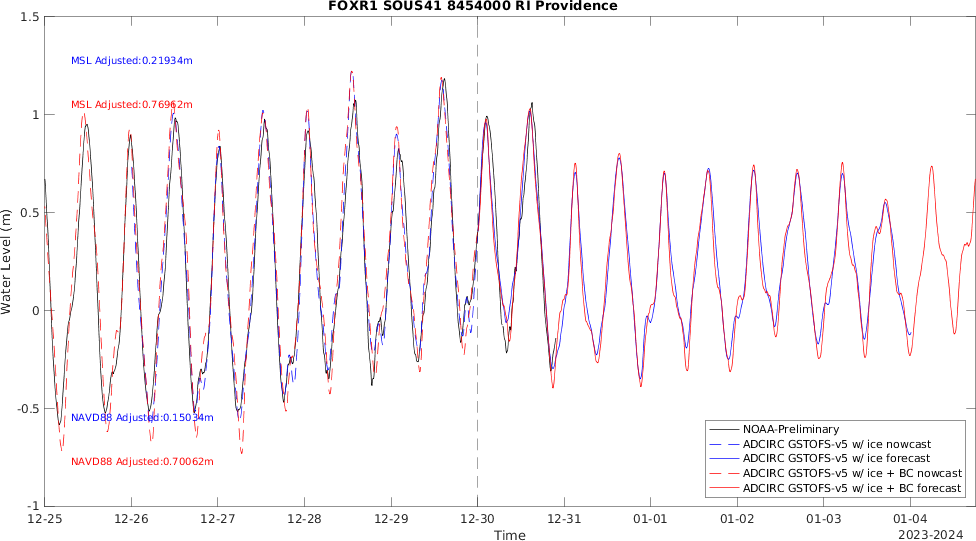 FOXR1 SOUS41 8454000 RI Providence
1.5
MSL Adjusted:0.21934m
MSL Adjusted:0.76962m
1
0.5
Water Level (m)
0
-0.5
NAVD88 Adjusted:0.15034m
NAVD88 Adjusted:0.70062m
-1
NOAA-Preliminary
ADCIRC GSTOFS-v5 w/ ice nowcast
ADCIRC GSTOFS-v5 w/ ice forecast
ADCIRC GSTOFS-v5 w/ ice + BC nowcast
ADCIRC GSTOFS-v5 w/ ice + BC forecast
12-25 12-26 12-27 12-28 12-29 12-30 12-31 01-01 01-02 01-03 01-04
Time
2023-2024